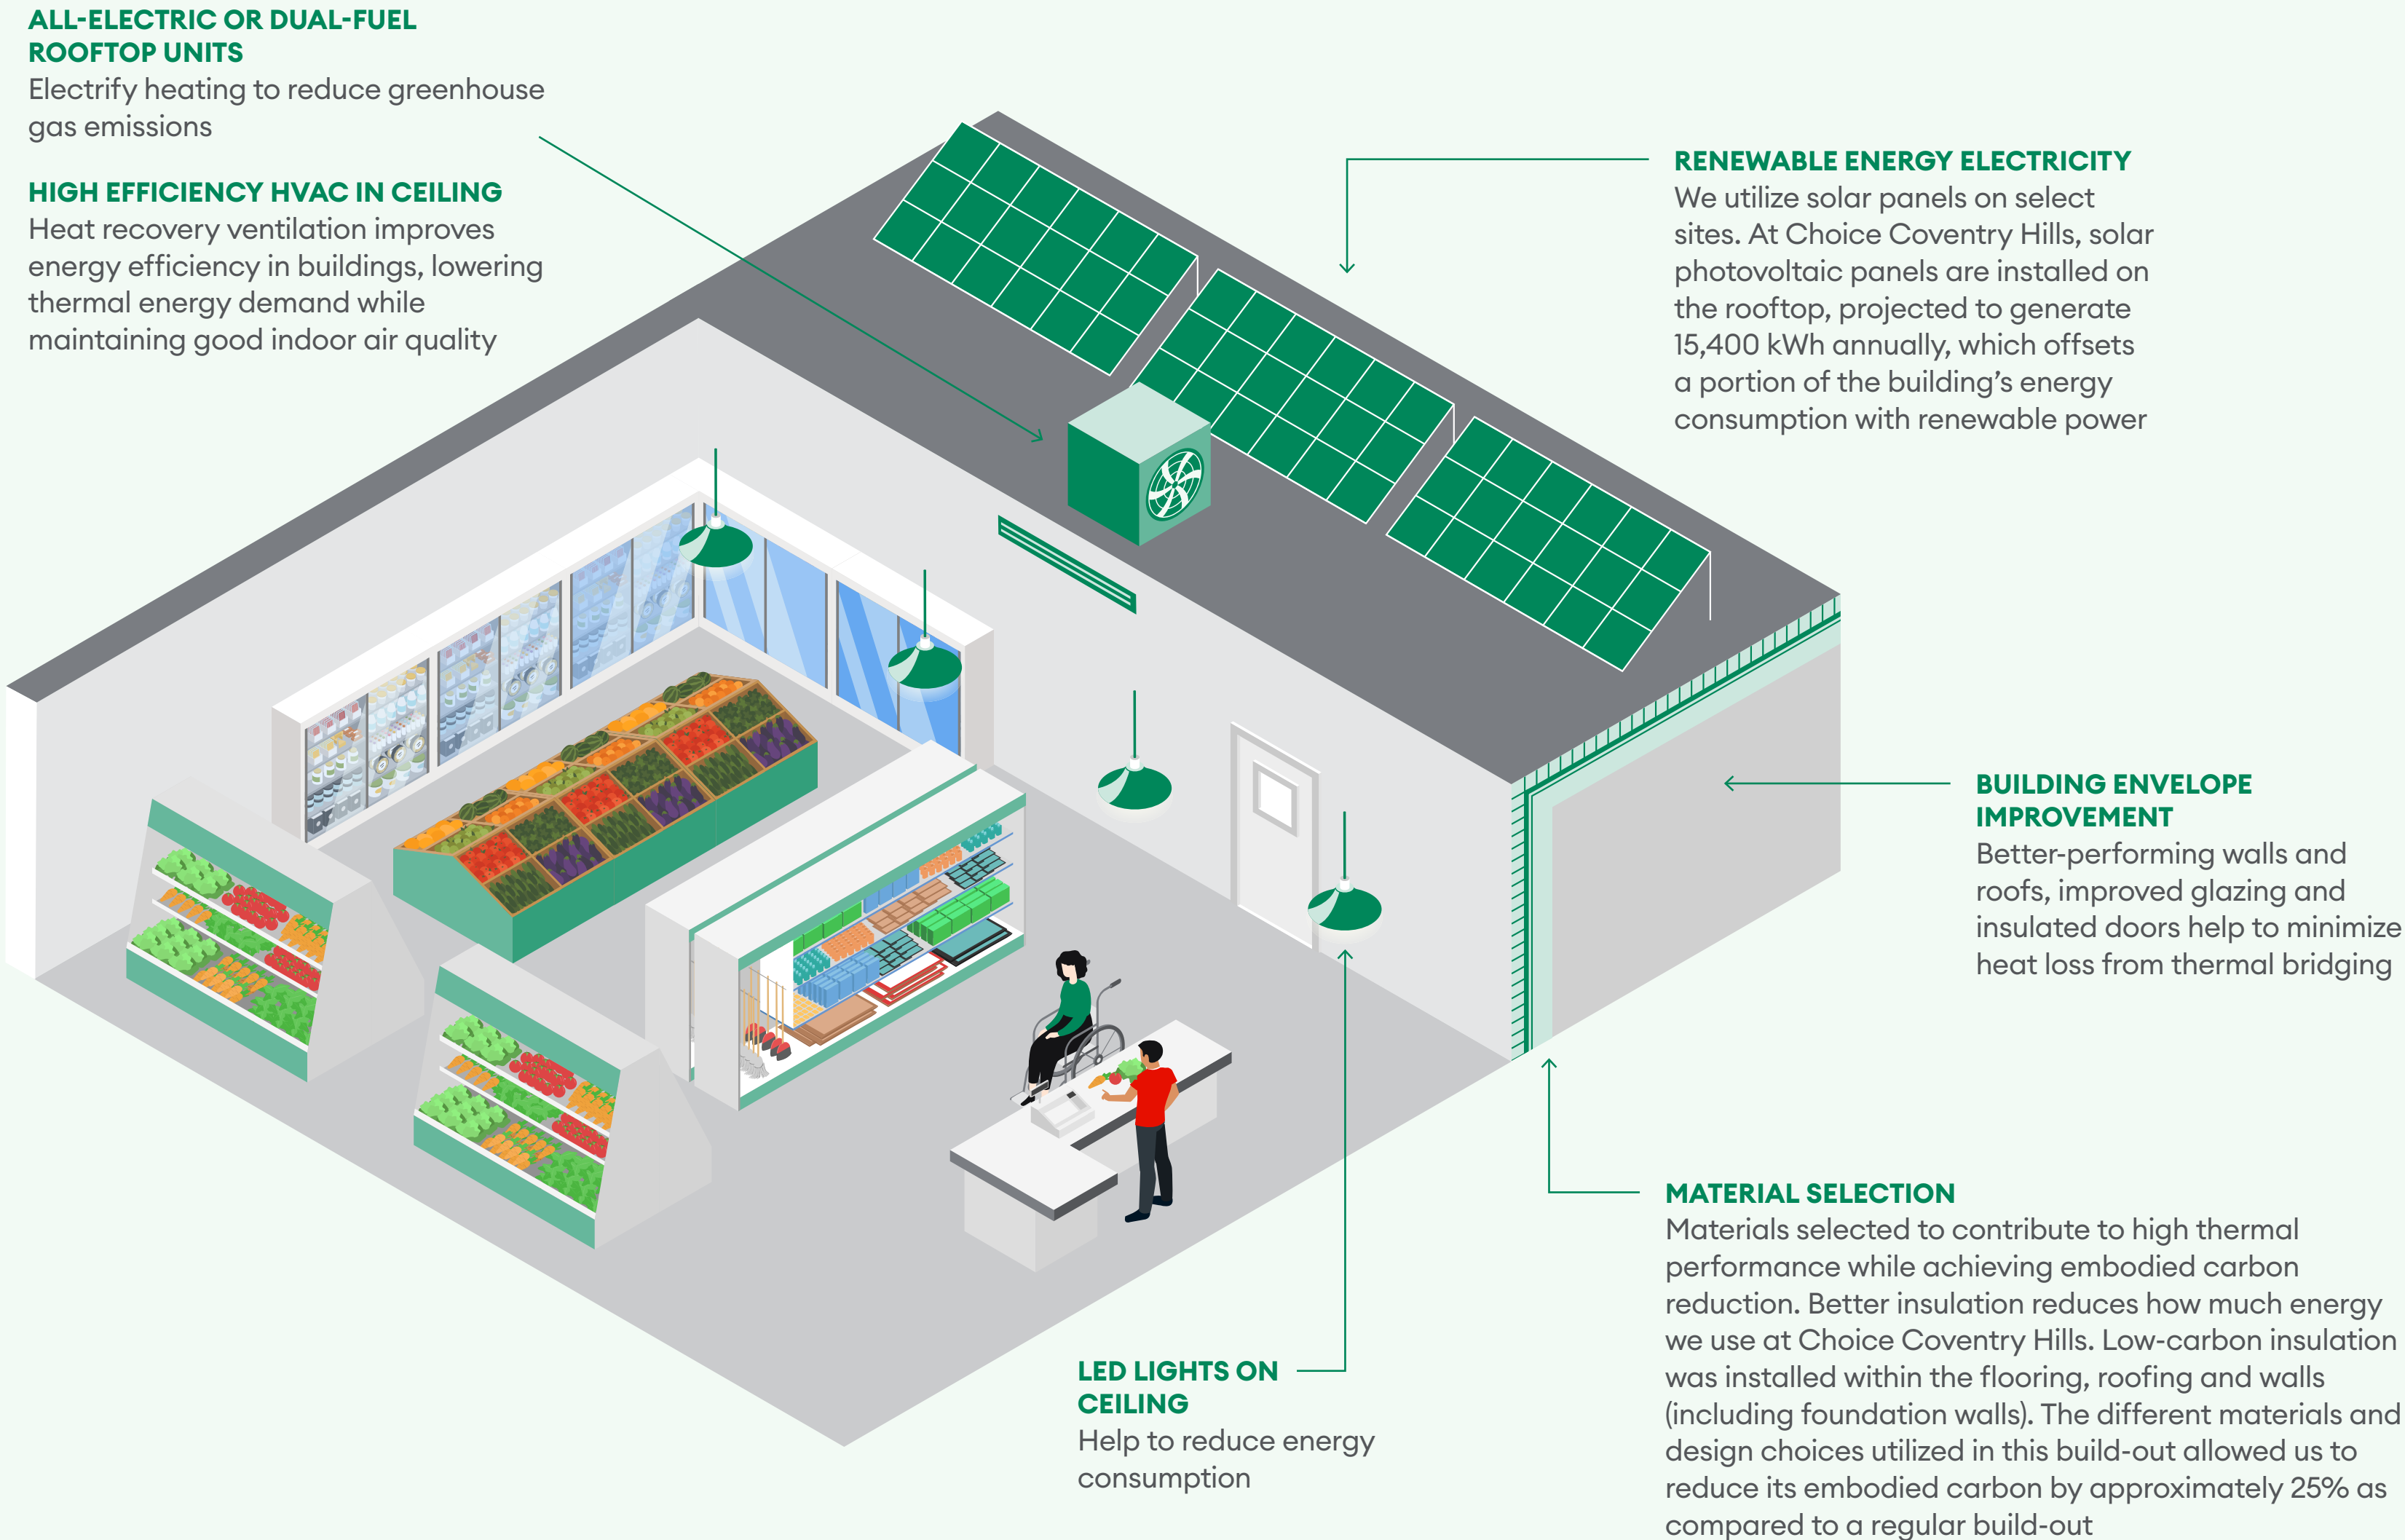 ALL-ELECTRIC OR DUAL-FUEL
ROOFTOP UNITS
Electrify heating to reduce greenhouse
gas emissions
HIGH EFFICIENCY HVAC IN CEILING
Heat recovery ventilation improves
energy efficiency in buildings, lowering
thermal energy demand while
maintaining good indoor air quality
RENEWABLE ENERGY ELECTRICITY
We utilize solar panels on select
sites. At Choice Coventry Hills, solar
photovoltaic panels are installed on
the rooftop, projected to generate
15,400 kWh annually, which offsets
a portion of the building’s energy
consumption with renewable power
BUILDING ENVELOPE
IMPROVEMENT
Better-performing walls and
roofs, improved glazing and
insulated doors help to minimize
heat loss from thermal bridging
MATERIAL SELECTION
Materials selected to contribute to high thermal
performance while achieving embodied carbon
reduction. Better insulation reduces how much energy
we use at Choice Coventry Hills. Low-carbon insulation
was installed within the flooring, roofing and walls
(including foundation walls). The different materials and
design choices utilized in this build-out allowed us to
reduce its embodied carbon by approximately 25% as
compared to a regular build-out
LED LIGHTS ON
CEILING
Help to reduce energy
consumption